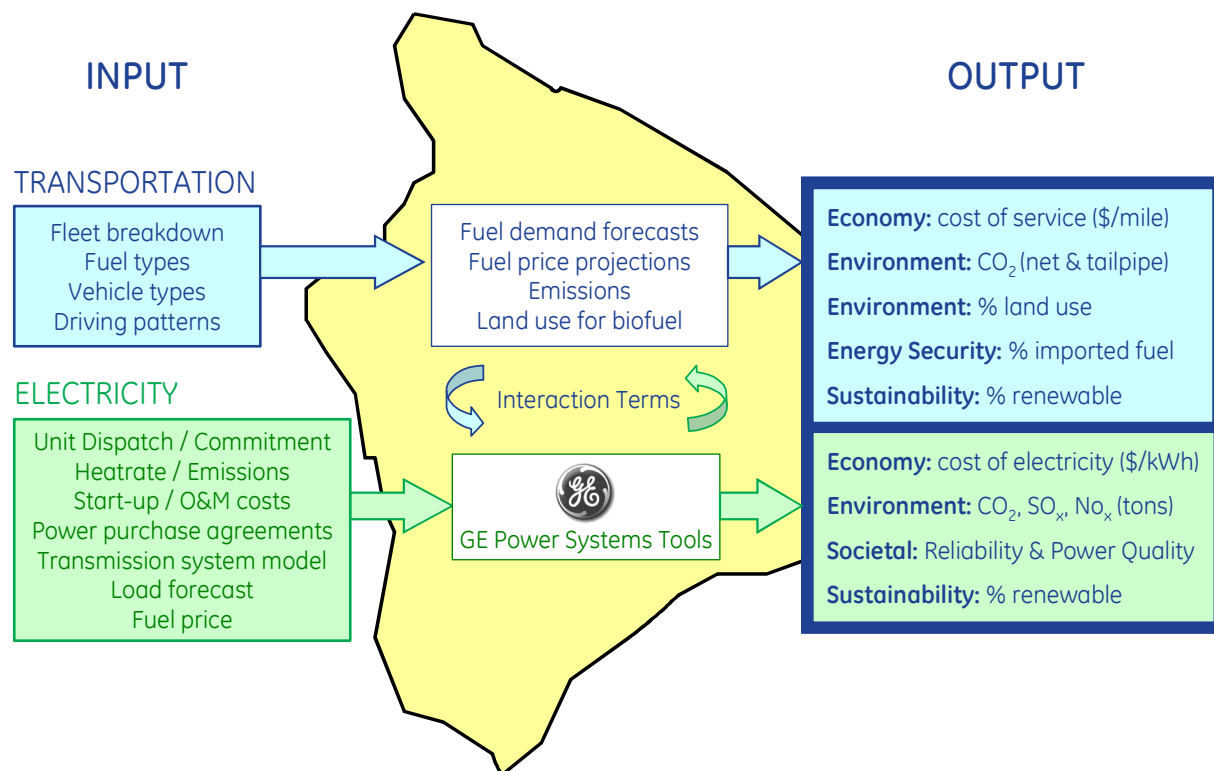 INPUT
OUTPUT
TRANSPORTATION
Fleet breakdown
Fuel types
Vehicle types
Driving patterns
Fuel demand forecasts
Fuel price projections
Emissions
Land use for biofuel
Economy: cost of service ($/mile)
Environment: CO₂ (net & tailpipe)
Environment: % land use
Energy Security: % imported fuel
Sustainability: % renewable
Interaction Terms
ELECTRICITY
Unit Dispatch / Commitment
Heatrate / Emissions
Start-up / O&M costs
Power purchase agreements
Transmission system model
Load forecast
Fuel price
GE
GE Power Systems Tools
Economy: cost of electricity ($/kWh)
Environment: CO₂, SOₓ, Noₓ (tons)
Societal: Reliability & Power Quality
Sustainability: % renewable